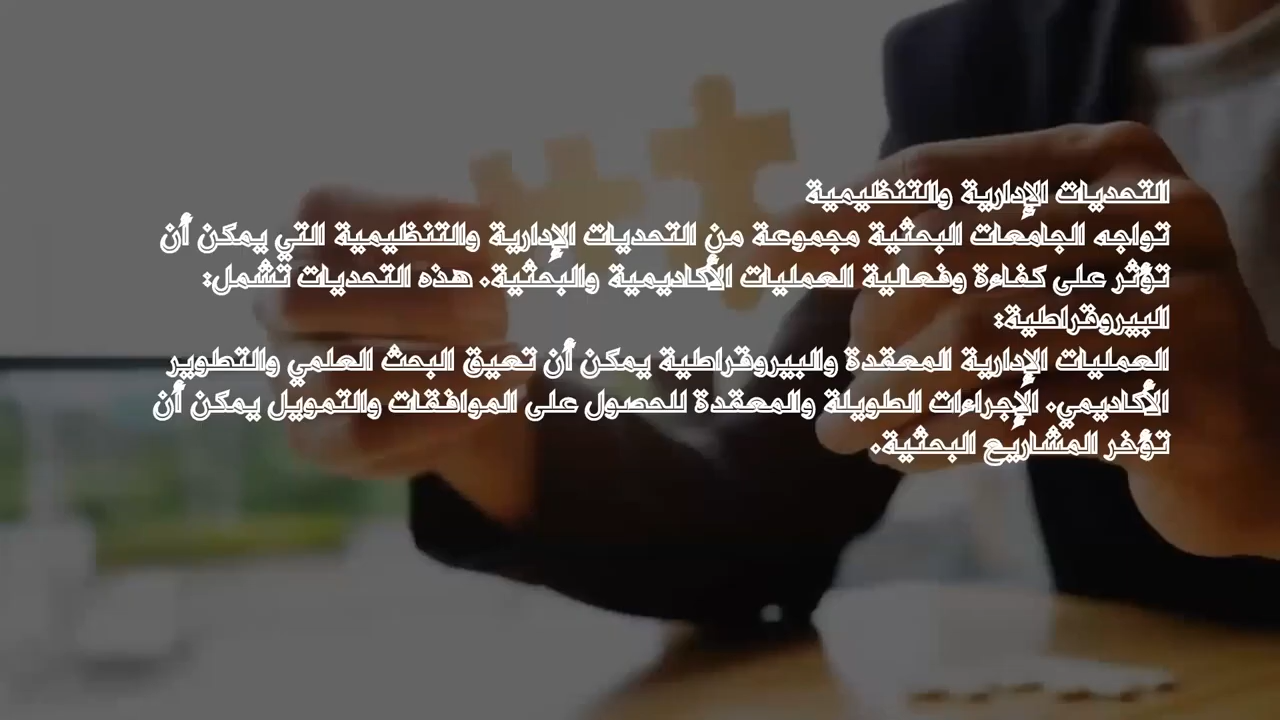 التحديات الإدارية والتنظيمية
تواجه الجامعات البحثية مجموعة من التحديات الإدارية والتنظيمية التي يمكن أن
تؤثر على كفاءة وفعالية العمليات الأكاديمية والبحثية. هذه التحديات تشمل:
البيروقراطية:
العمليات الإدارية المعقدة والبيروقراطية يمكن أن تعيق البحث العلمي والتطوير
الأكاديمي. الإجراءات الطويلة والمعقدة للحصول على الموافقات والتمويل يمكن أن
تؤخر المشاريع البحثية.